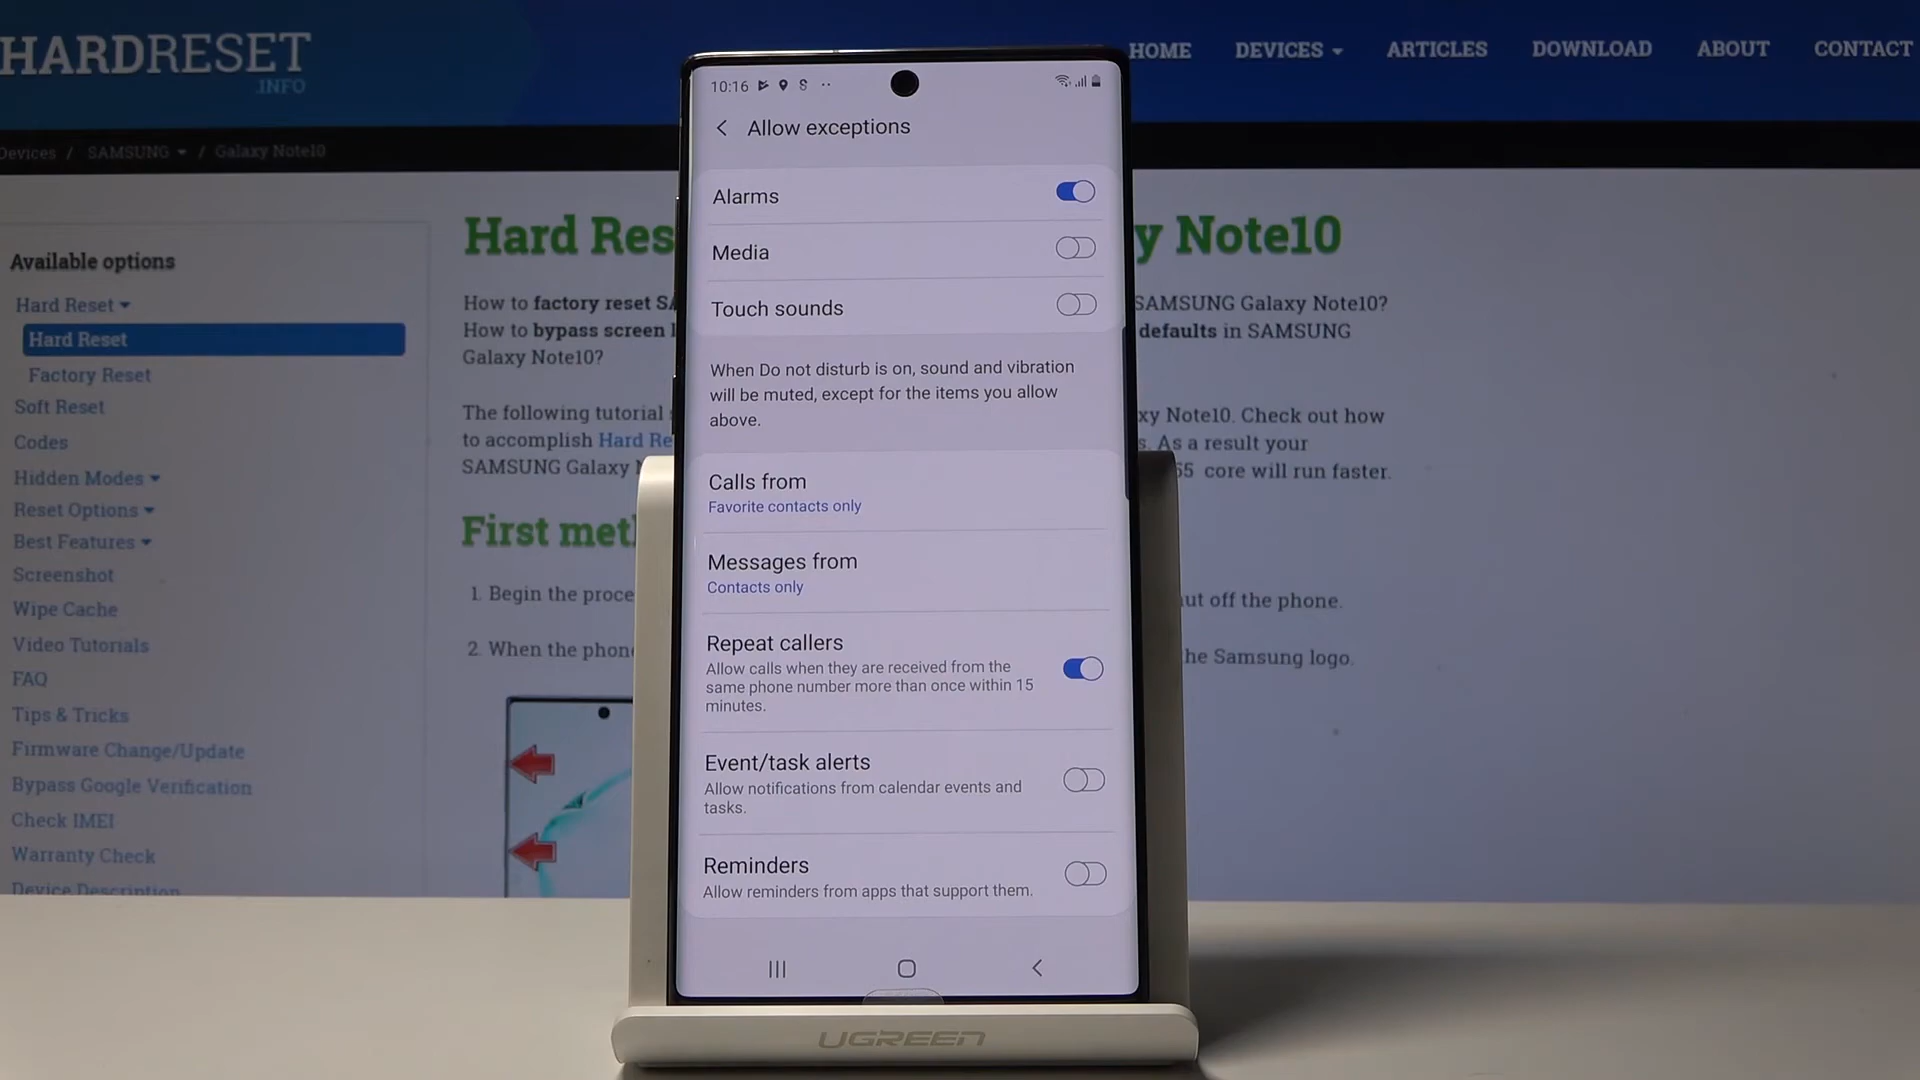 HARDRESET
.INFO
HOME DEVICES ARTICLES DOWNLOAD ABOUT CONTACT
Devices / SAMSUNG / Galaxy Note10
Available options
Hard Reset
Hard Reset
Factory Reset
Soft Reset
Codes
Hidden Modes
Reset Options
Best Features
Screenshot
Wipe Cache
Video Tutorials
FAQ
Tips & Tricks
Firmware Change/Update
Bypass Google Verification
Check IMEI
Warranty Check
Device Description
Hard Res
y Note10
How to factory reset SA
SAMSUNG Galaxy Note10?
How to bypass screen l
defaults in SAMSUNG
Galaxy Note10?
The following tutorial
xy Note10. Check out how
to accomplish Hard Re
s. As a result your
SAMSUNG Galaxy
55 core will run faster.
First met
1. Begin the proce
ut off the phone.
2. When the phon
he Samsung logo.
10:16
Allow exceptions
Alarms
Media
Touch sounds
When Do not disturb is on, sound and vibration
will be muted, except for the items you allow
above.
Calls from
Favorite contacts only
Messages from
Contacts only
Repeat callers
Allow calls when they are received from the
same phone number more than once within 15
minutes.
Event/task alerts
Allow notifications from calendar events and
tasks.
Reminders
Allow reminders from apps that support them.
UGREEN